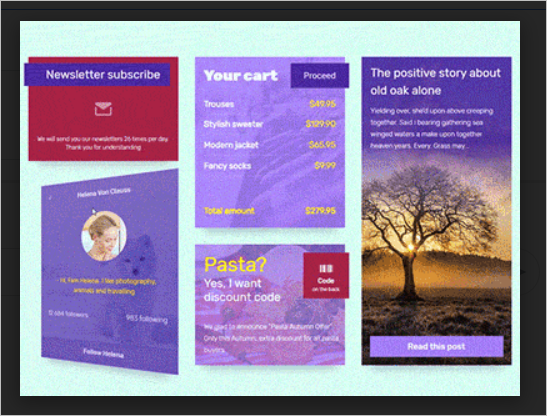 Newsletter subscribe
We will send you our newsletters 26 times per day.
Thank you for understanding
Helena Von Clauss
Hi, I'am Helena. I like photography,
animals and travelling
12 684 followers
983 following
Follow Helena
Your cart
Proceed
Trouses
$49.95
Stylish sweeter
$129.90
Modern jacket
$65.95
Fancy socks
$9.99
Total amount
$279.95
Pasta?
Yes, I want
discount code
Code
on the back
We glad to announce "Pasta Autumn Offer".
Only this Autumn, extra discount for all pasta
buyers.
The positive story about
old oak alone
Yielding over, she'd upon above creeping
together. Said i bearing gathering sea
winged waters a make upon together
heaven years. Every. Grass may...
Read this post